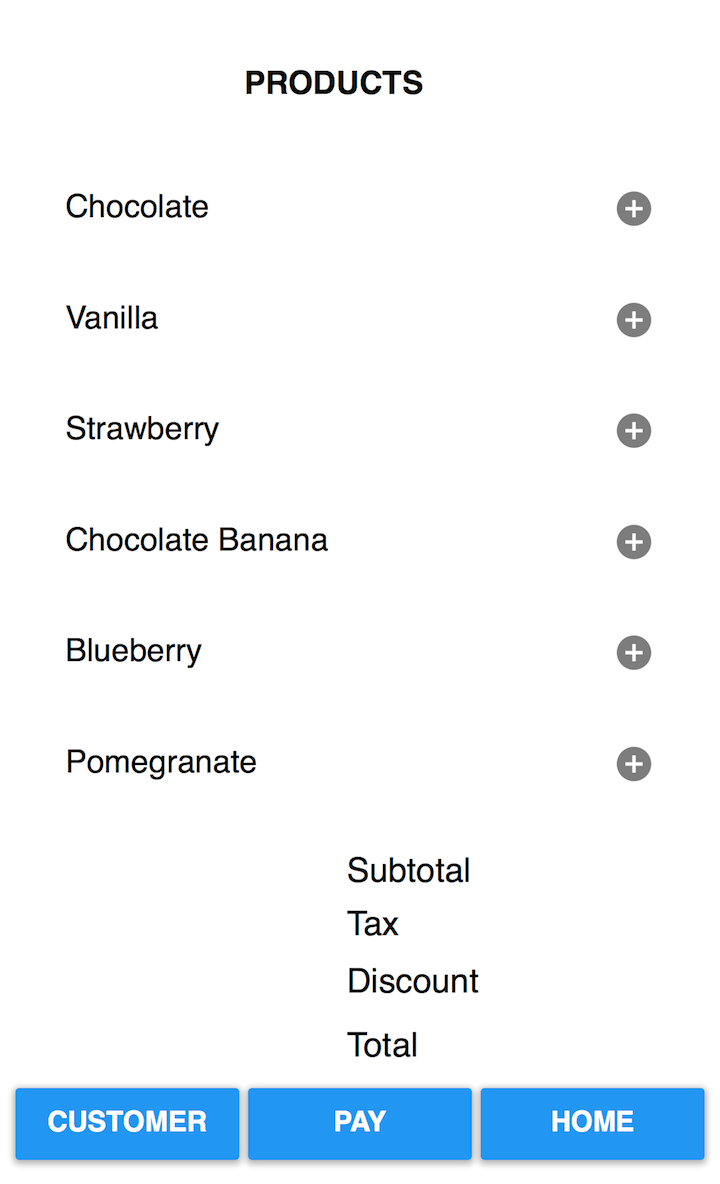 PRODUCTS
Chocolate
Vanilla
Strawberry
Chocolate Banana
Blueberry
Pomegranate
Subtotal
Tax
Discount
Total
CUSTOMER PAY HOME